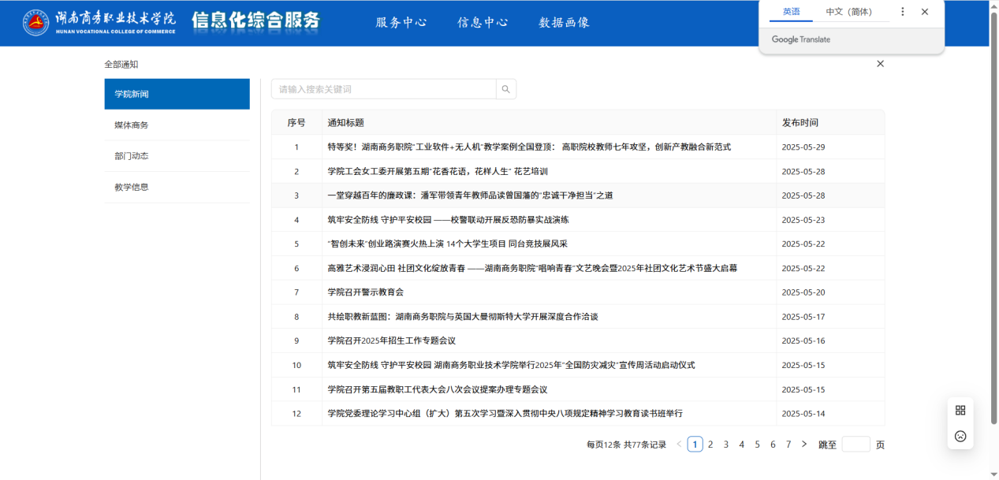 湖南商务职业技术学院
HUNAN VOCATIONAL COLLEGE OF COMMERCE
信息化综合服务
服务中心 信息中心 数据画像
英语 中文（简体）
Google Translate
全部通知
学院新闻
媒体商务
部门动态
教学信息
请输入搜索关键词
序号 通知标题 发布时间
1 特等奖！湖南商务职院"工业软件+无人机"教学案例全国登顶： 高职院校教师七年攻坚，创新产教融合新范式 2025-05-29
2 学院工会女工委开展第五期"花香花语，花样人生" 花艺培训 2025-05-28
3 一堂穿越百年的廉政课：潘军带领青年教师品读曾国藩的"忠诚干净担当"之道 2025-05-28
4 筑牢安全防线 守护平安校园 ——校警联动开展反恐防暴实战演练 2025-05-23
5 "智创未来"创业路演赛火热上演 14个大学生项目 同台竞技展风采 2025-05-22
6 高雅艺术浸润心田 社团文化绽放青春 ——湖南商务职院"唱响青春"文艺晚会暨2025年社团文化艺术节盛大启幕 2025-05-22
7 学院召开警示教育会 2025-05-20
8 共绘职教新蓝图：湖南商务职院与英国大曼彻斯特大学开展深度合作洽谈 2025-05-17
9 学院召开2025年招生工作专题会议 2025-05-16
10 筑牢安全防线 守护平安校园 湖南商务职业技术学院举行2025年"全国防灾减灾"宣传周活动启动仪式 2025-05-15
11 学院召开第五届教职工代表大会八次会议提案办理专题会议 2025-05-15
12 学院党委理论学习中心组（扩大）第五次学习暨深入贯彻中央八项规定精神学习教育读书班举行 2025-05-14
每页12条 共77条记录 < 1 2 3 4 5 6 7 > 跳至 页